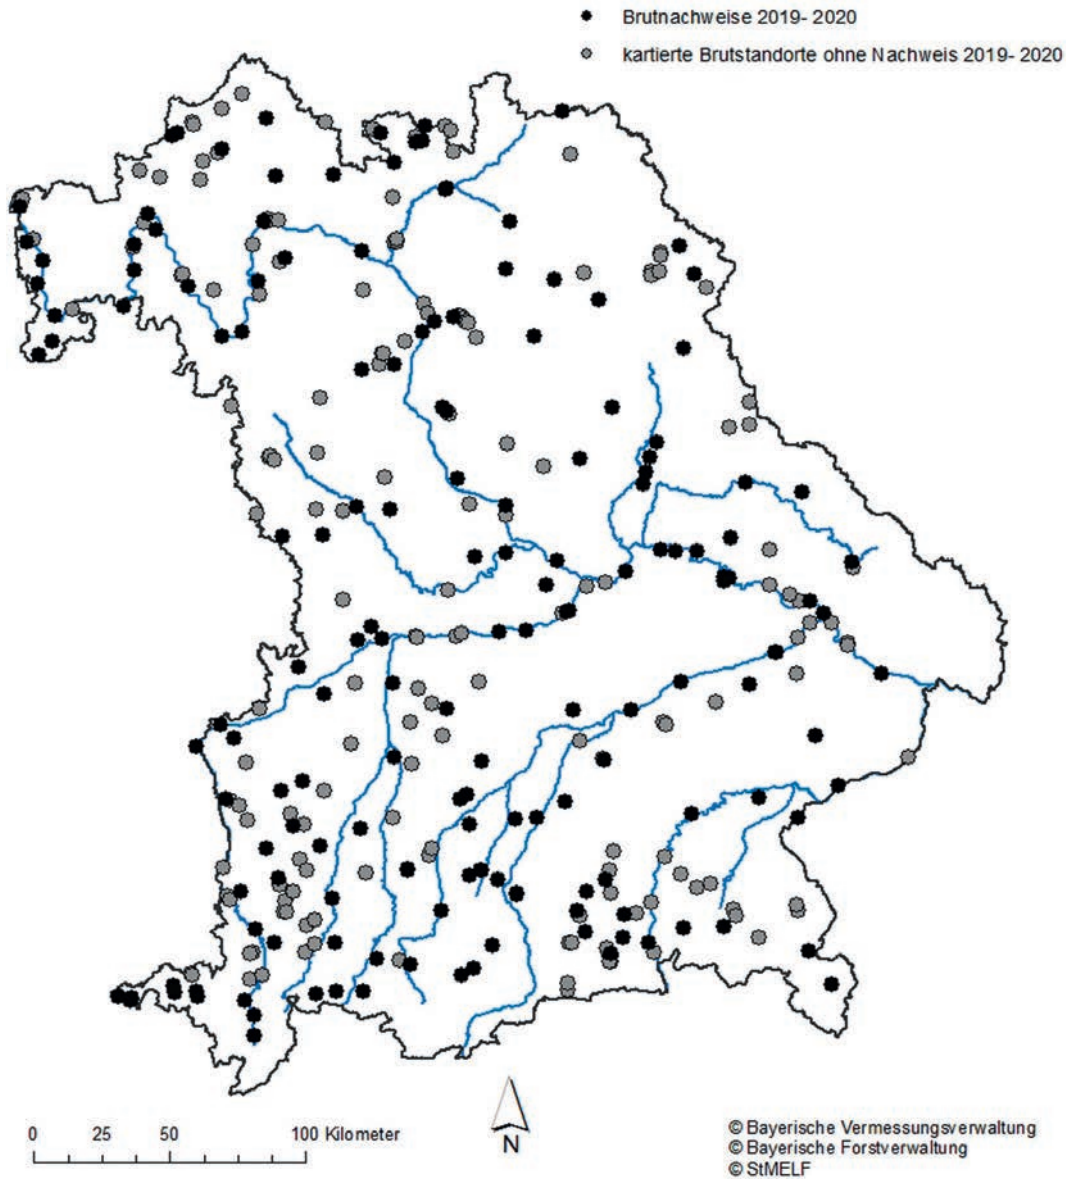 Brutnachweise 2019- 2020
kartierte Brutstandorte ohne Nachweis 2019- 2020
0 25 50 100 Kilometer
N
© Bayerische Vermessungsverwaltung
© Bayerische Forstverwaltung
© StMELF